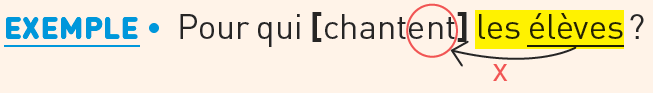 EXEMPLE • Pour qui [chantent] les élèves ?
x